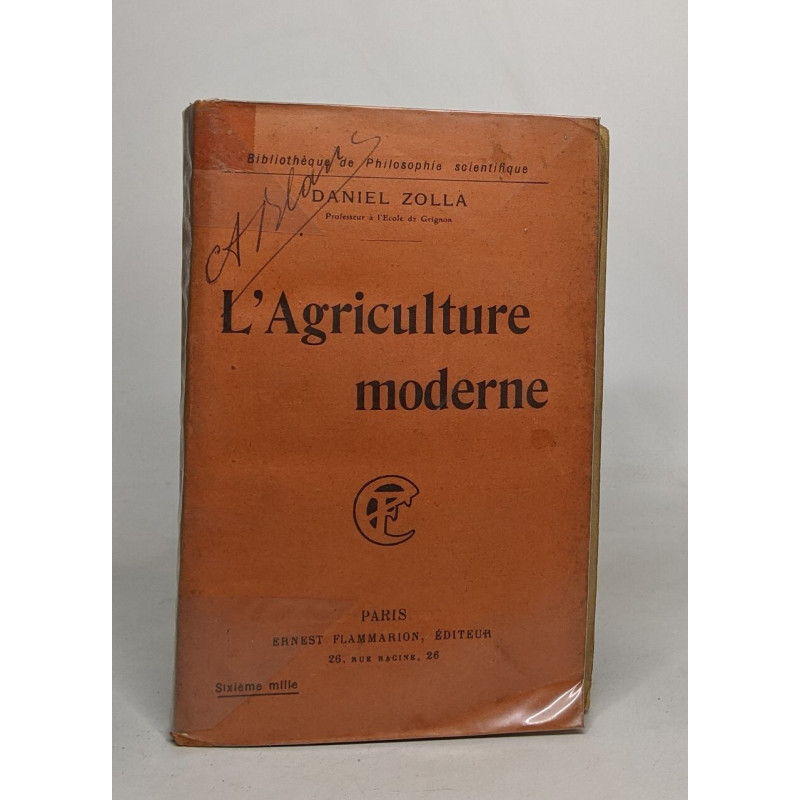 Bibliothèque de Philosophie scientifique
DANIEL ZOLLA
Professeur à l'Ecole de Grignon
L'Agriculture
moderne
PARIS
ERNEST FLAMMARION, ÉDITEUR
26, RUE RACINE, 26
Sixième mille